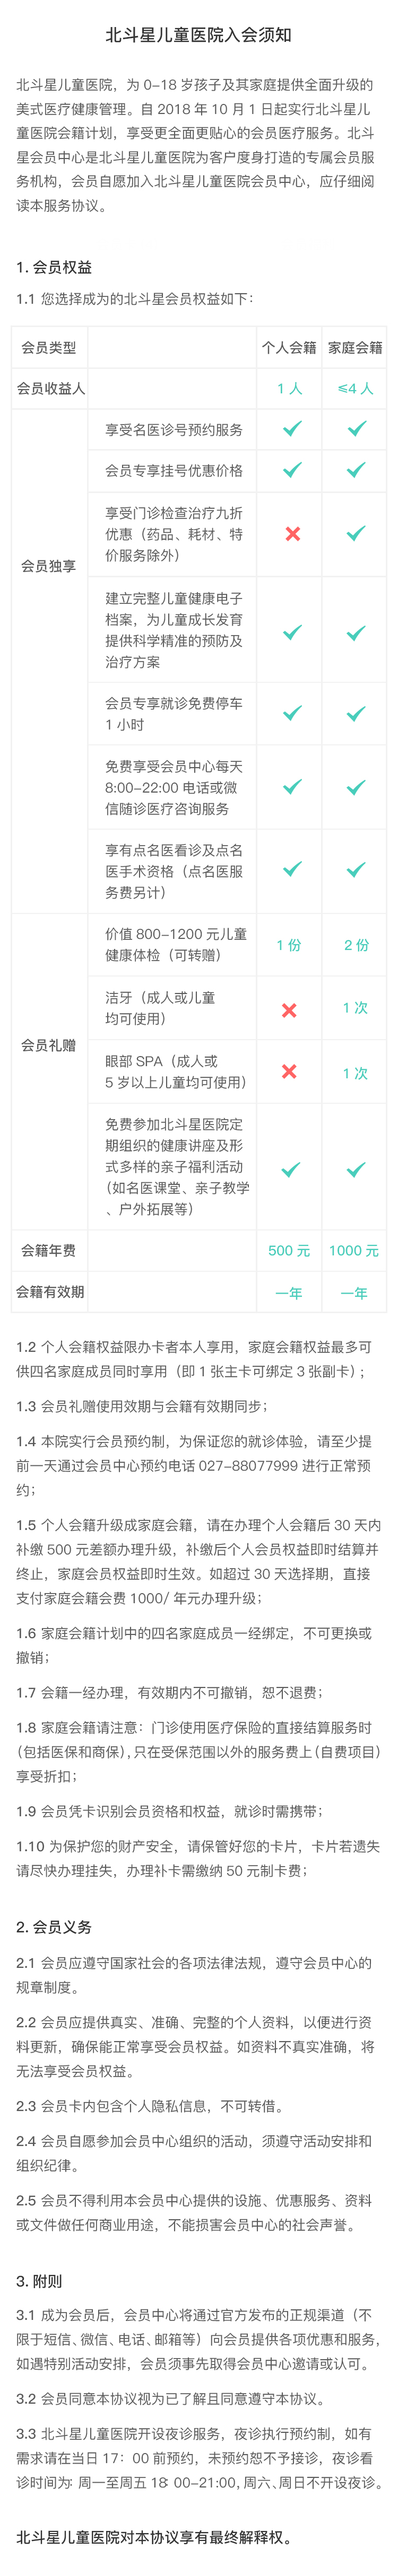 北斗星儿童医院入会须知
北斗星儿童医院，为 0-18 岁孩子及其家庭提供全面升级的
美式医疗健康管理。自 2018 年 10 月 1 日起实行北斗星儿
童医院会籍计划，享受更全面更贴心的会员医疗服务。北斗
星会员中心是北斗星儿童医院为客户度身打造的专属会员服
务机构，会员自愿加入北斗星儿童医院会员中心，应仔细阅
读本服务协议。
1. 会员权益
1.1 您选择成为的北斗星会员权益如下：
会员类型 个人会籍 家庭会籍
会员收益人 1 人 ≤4 人
会员独享
享受名医诊号预约服务 ✓ ✓
会员专享挂号优惠价格 ✓ ✓
享受门诊检查治疗九折
优惠（药品、耗材、特 ✗ ✓
价服务除外）
建立完整儿童健康电子
档案，为儿童成长发育
提供科学精准的预防及 ✓ ✓
治疗方案
会员专享就诊免费停车 ✓ ✓
1 小时
免费享受会员中心每天
8:00-22:00 电话或微 ✓ ✓
信随诊医疗咨询服务
享有点名医看诊及点名
医手术资格（点名医服 ✓ ✓
务费另计）
会员礼赠
价值 800-1200 元儿童 1 份 2 份
健康体检（可转赠）
洁牙（成人或儿童 ✗ 1 次
均可使用）
眼部 SPA（成人或 ✗ 1 次
5 岁以上儿童均可使用）
免费参加北斗星医院定
期组织的健康讲座及形
式多样的亲子福利活动 ✓ ✓
（如名医课堂、亲子教学
、户外拓展等）
会籍年费 500 元 1000 元
会籍有效期 一年 一年
1.2 个人会籍权益限办卡者本人享用，家庭会籍权益最多可
供四名家庭成员同时享用（即 1 张主卡可绑定 3 张副卡）；
1.3 会员礼赠使用效期与会籍有效期同步；
1.4 本院实行会员预约制，为保证您的就诊体验，请至少提
前一天通过会员中心预约电话 027-88077999 进行正常预
约；
1.5 个人会籍升级成家庭会籍，请在办理个人会籍后 30 天内
补缴 500 元差额办理升级，补缴后个人会员权益即时结算并
终止，家庭会员权益即时生效。如超过 30 天选择期，直接
支付家庭会籍会费 1000/ 年元办理升级；
1.6 家庭会籍计划中的四名家庭成员一经绑定，不可更换或
撤销；
1.7 会籍一经办理，有效期内不可撤销，恕不退费；
1.8 家庭会籍请注意：门诊使用医疗保险的直接结算服务时
（包括医保和商保），只在受保范围以外的服务费上（自费项目）
享受折扣；
1.9 会员凭卡识别会员资格和权益，就诊时需携带；
1.10 为保护您的财产安全，请保管好您的卡片，卡片若遗失
请尽快办理挂失，办理补卡需缴纳 50 元制卡费；
2. 会员义务
2.1 会员应遵守国家社会的各项法律法规，遵守会员中心的
规章制度。
2.2 会员应提供真实、准确、完整的个人资料，以便进行资
料更新，确保能正常享受会员权益。如资料不真实准确，将
无法享受会员权益。
2.3 会员卡内包含个人隐私信息，不可转借。
2.4 会员自愿参加会员中心组织的活动，须遵守活动安排和
组织纪律。
2.5 会员不得利用本会员中心提供的设施、优惠服务、资料
或文件做任何商业用途，不能损害会员中心的社会声誉。
3. 附则
3.1 成为会员后，会员中心将通过官方发布的正规渠道（不
限于短信、微信、电话、邮箱等）向会员提供各项优惠和服务，
如遇特别活动安排，会员须事先取得会员中心邀请或认可。
3.2 会员同意本协议视为已了解且同意遵守本协议。
3.3 北斗星儿童医院开设夜诊服务，夜诊执行预约制，如有
需求请在当日 17：00 前预约，未预约恕不予接诊，夜诊看
诊时间为：周一至周五 18：00-21:00，周六、周日不开设夜诊。
北斗星儿童医院对本协议享有最终解释权。